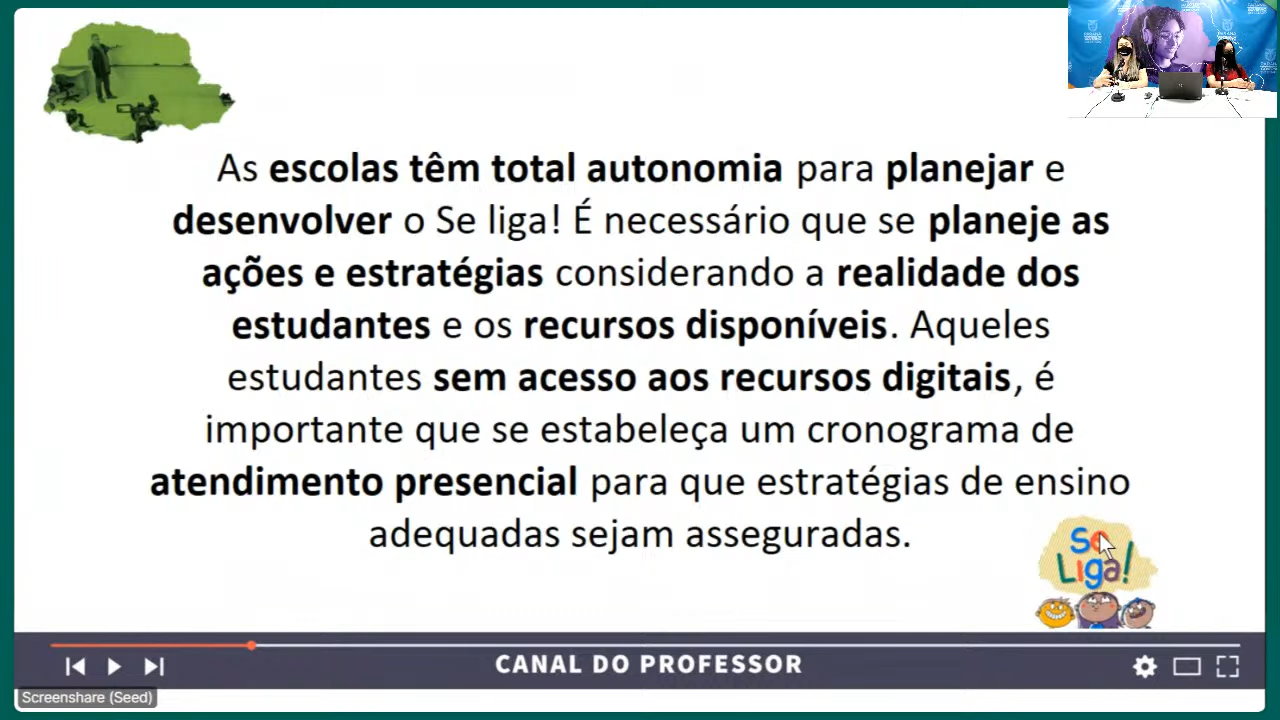 As escolas têm total autonomia para planejar e
desenvolver o Se liga! É necessário que se planeje as
ações e estratégias considerando a realidade dos
estudantes e os recursos disponíveis. Aqueles
estudantes sem acesso aos recursos digitais, é
importante que se estabeleça um cronograma de
atendimento presencial para que estratégias de ensino
adequadas sejam asseguradas.
Se
Liga!
CANAL DO PROFESSOR
Screenshare (Seed)